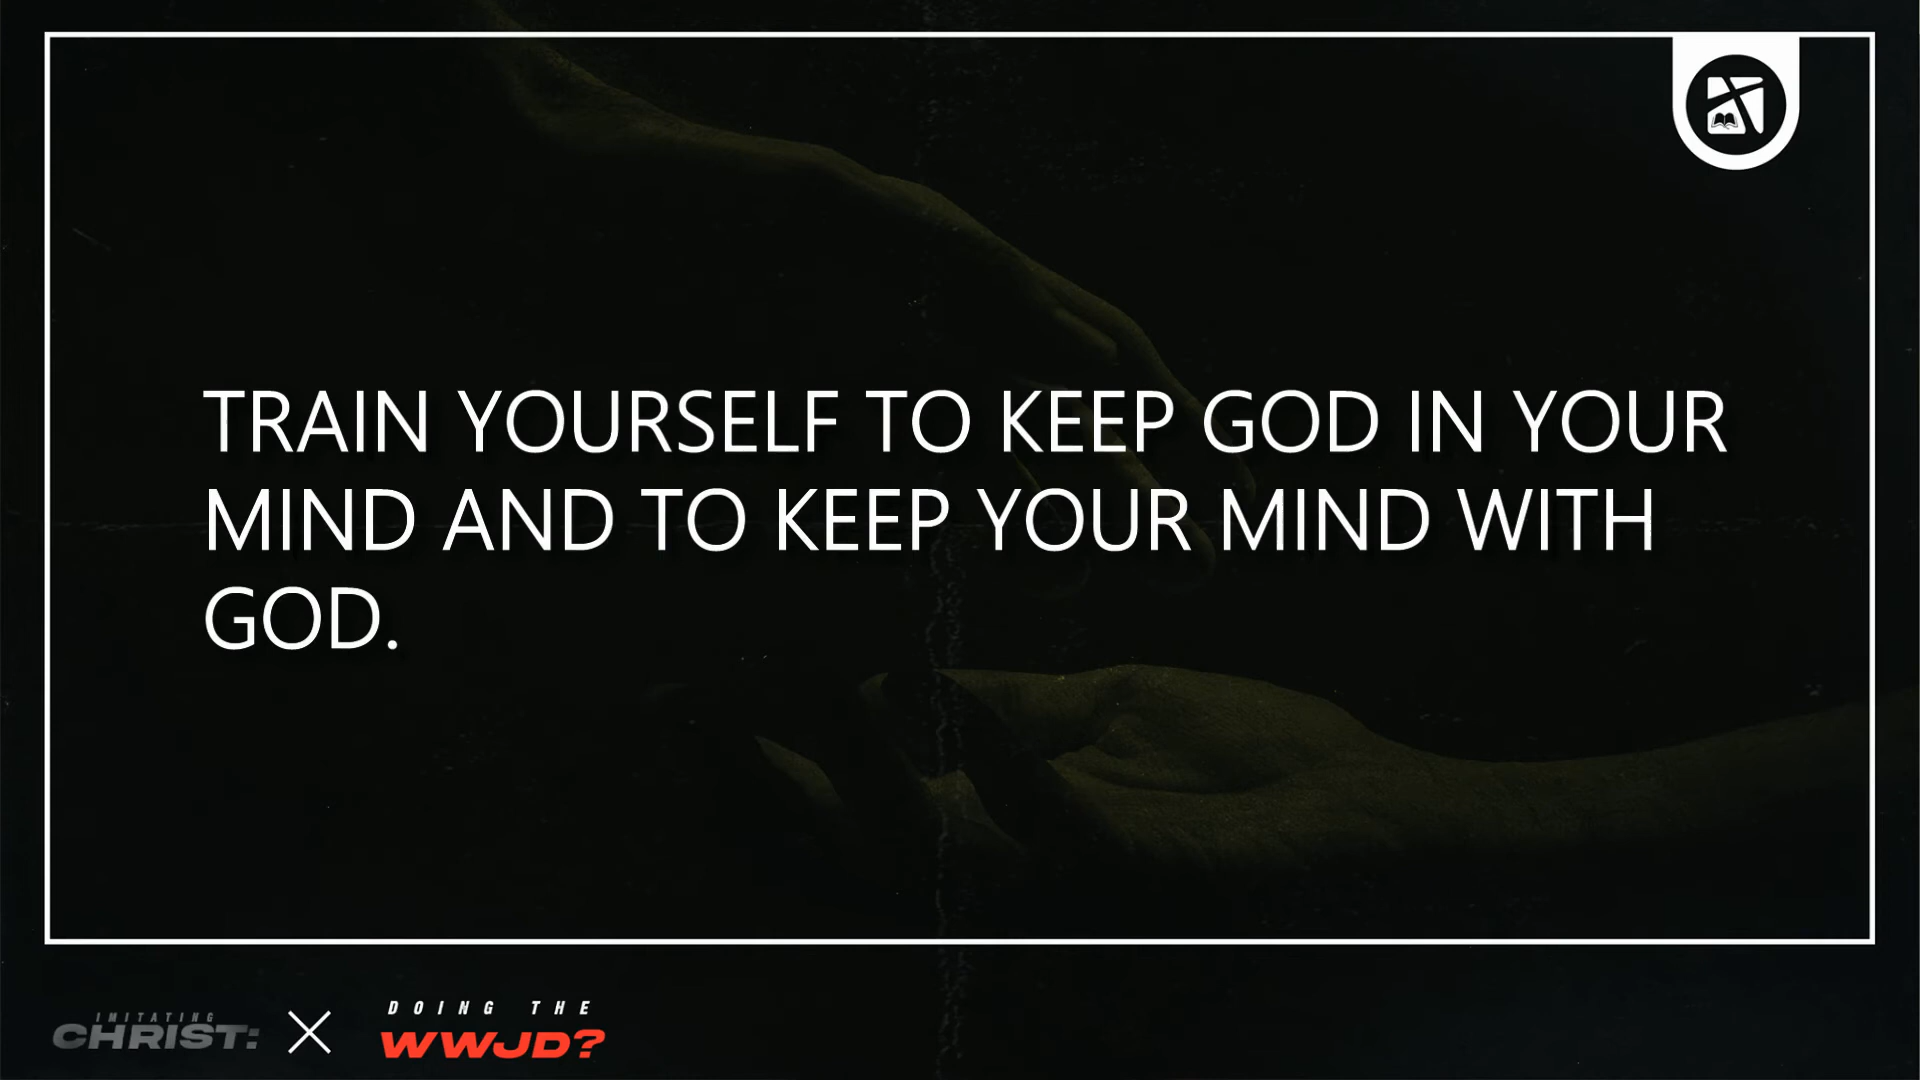 TRAIN YOURSELF TO KEEP GOD IN YOUR
MIND AND TO KEEP YOUR MIND WITH
GOD.
IMITATING
CHRIST:
DOING THE
WWJD?